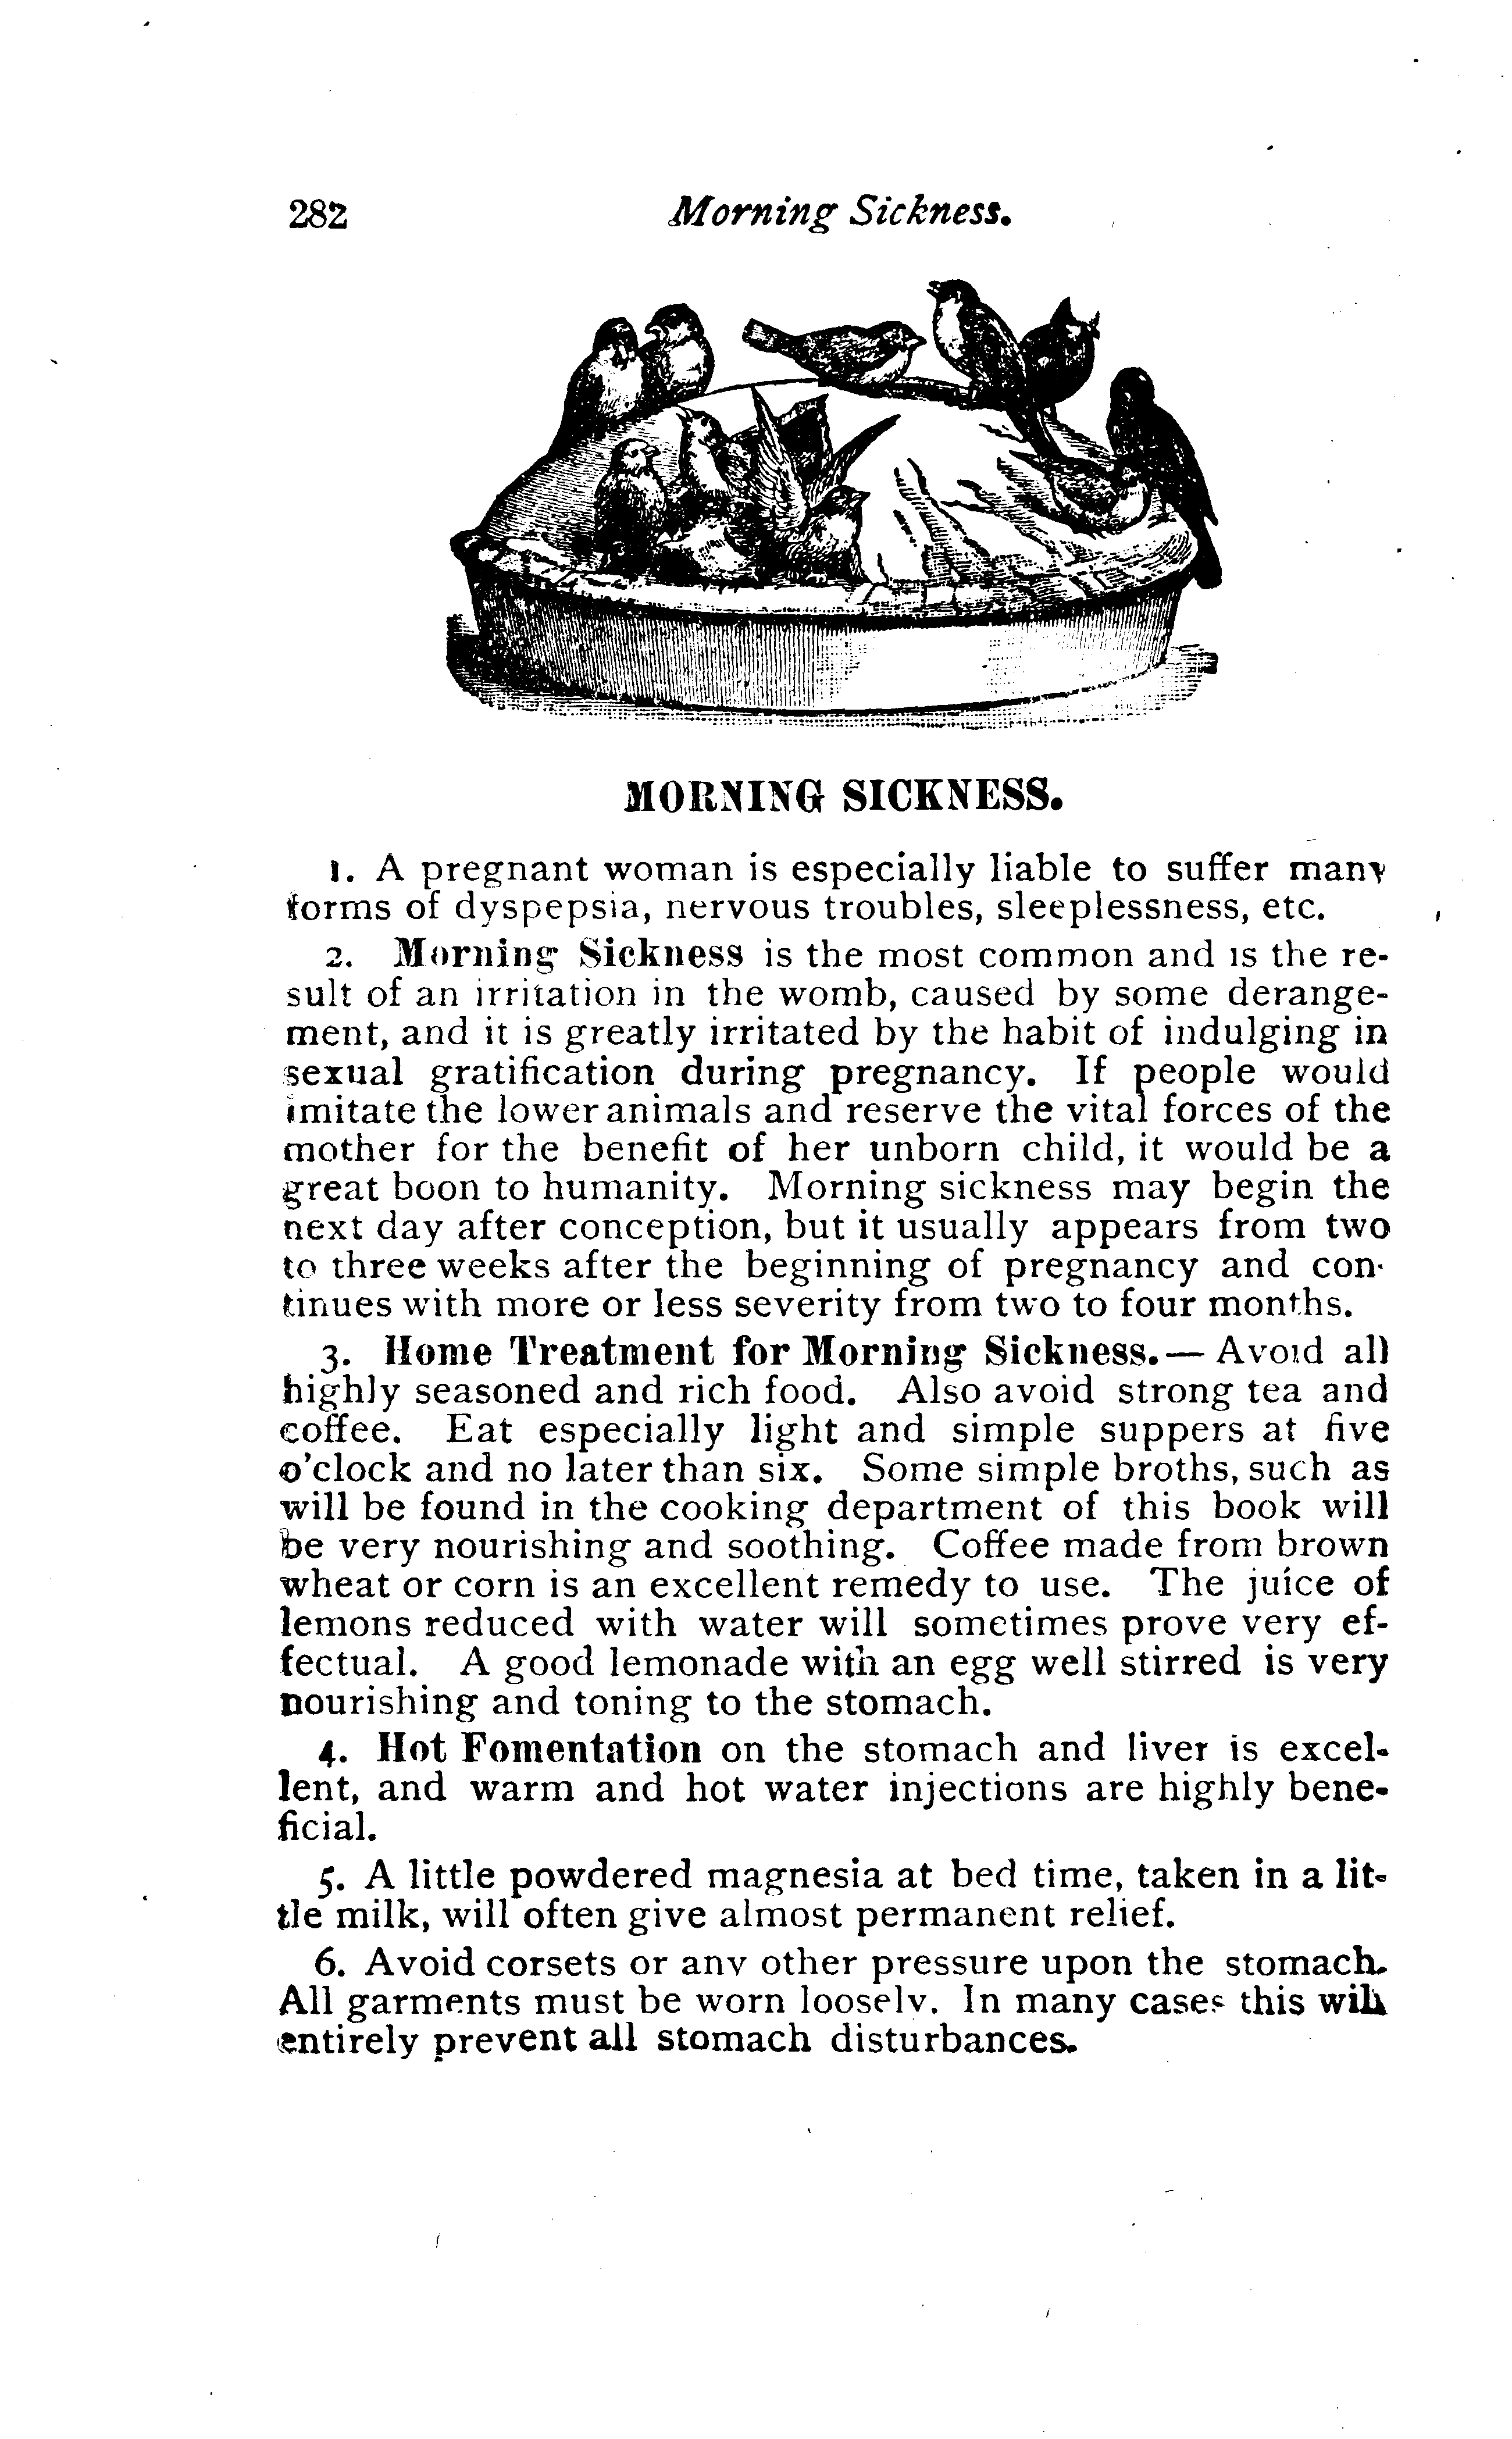 282
Morning Sickness.
MORNING SICKNESS.
1. A pregnant woman is especially liable to suffer many
forms of dyspepsia, nervous troubles, sleeplessness, etc.
2. Morning Sickness is the most common and is the re-
sult of an irritation in the womb, caused by some derange-
ment, and it is greatly irritated by the habit of indulging in
sexual gratification during pregnancy. If people would
imitate the lower animals and reserve the vital forces of the
mother for the benefit of her unborn child, it would be a
great boon to humanity. Morning sickness may begin the
next day after conception, but it usually appears from two
to three weeks after the beginning of pregnancy and con-
tinues with more or less severity from two to four months.
3. Home Treatment for Morning Sickness.— Avoid all
highly seasoned and rich food. Also avoid strong tea and
coffee. Eat especially light and simple suppers at five
o'clock and no later than six. Some simple broths, such as
will be found in the cooking department of this book will
be very nourishing and soothing. Coffee made from brown
wheat or corn is an excellent remedy to use. The juice of
lemons reduced with water will sometimes prove very ef-
fectual. A good lemonade with an egg well stirred is very
nourishing and toning to the stomach.
4. Hot Fomentation on the stomach and liver is excel-
lent, and warm and hot water injections are highly bene-
ficial.
5. A little powdered magnesia at bed time, taken in a lit-
tle milk, will often give almost permanent relief.
6. Avoid corsets or any other pressure upon the stomach.
All garments must be worn loosely. In many cases this will
entirely prevent all stomach disturbances.